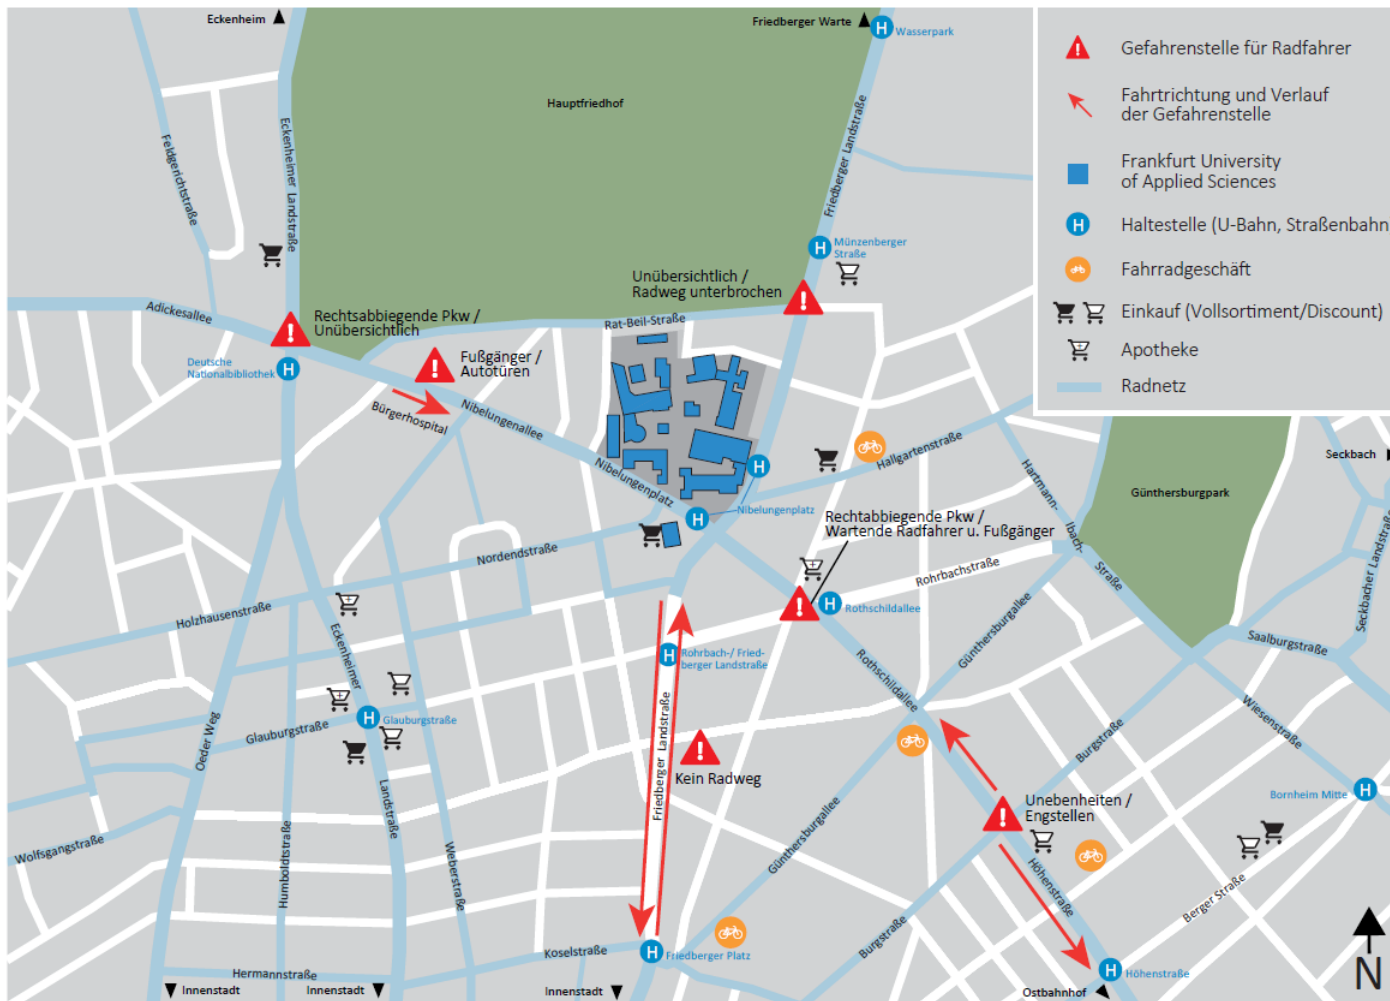 Eckenheim
Friedberger Warte
H
Wasserpark
Hauptfriedhof
Feldgerichtstraße
Eckenheimer Landstraße
Friedberger Landstraße
Gefahrenstelle für Radfahrer
Fahrtrichtung und Verlauf
der Gefahrenstelle
Frankfurt University
of Applied Sciences
H
Haltestelle (U-Bahn, Straßenbahn
Fahrradgeschäft
Einkauf (Vollsortiment/Discount)
Apotheke
Radnetz
H
Münzenberger
Straße
Unübersichtlich /
Radweg unterbrochen
Adickesallee
Rechtsabbiegende Pkw /
Unübersichtlich
Rat-Beil-Straße
Deutsche
Nationalbibliothek
H
Fußgänger /
Autotüren
Bürgerhospital
Nibelungenallee
Nibelungenplatz
H
H
Nibelungenplatz
Hallgartenstraße
Hartmann-
Ibach-
Straße
Günthersburgpark
Seckbach
Seckbacher Landstraße
Rechtabbiegende Pkw /
Wartende Radfahrer u. Fußgänger
Nordendstraße
Rohrbachstraße
H
Rothschildallee
Holzhausenstraße
Eckenheimer
Landstraße
H
Rohrbach-/ Fried-
berger Landstraße
Rothschildallee
Günthersburgallee
Saalburgstraße
Wiesenstraße
Oeder Weg
Glauburgstraße
H
Glauburgstraße
Friedberger Landstraße
Kein Radweg
Burgstraße
Unebenheiten /
Engstellen
Bornheim Mitte
H
Wolfsgangstraße
Humboldtstraße
Weberstraße
Günthersburgallee
Höhenstraße
Berger Straße
Burgstraße
Koselstraße
H
Friedberger Platz
Hermannstraße
H
Höhenstraße
N
Innenstadt
Innenstadt
Innenstadt
Ostbahnhof